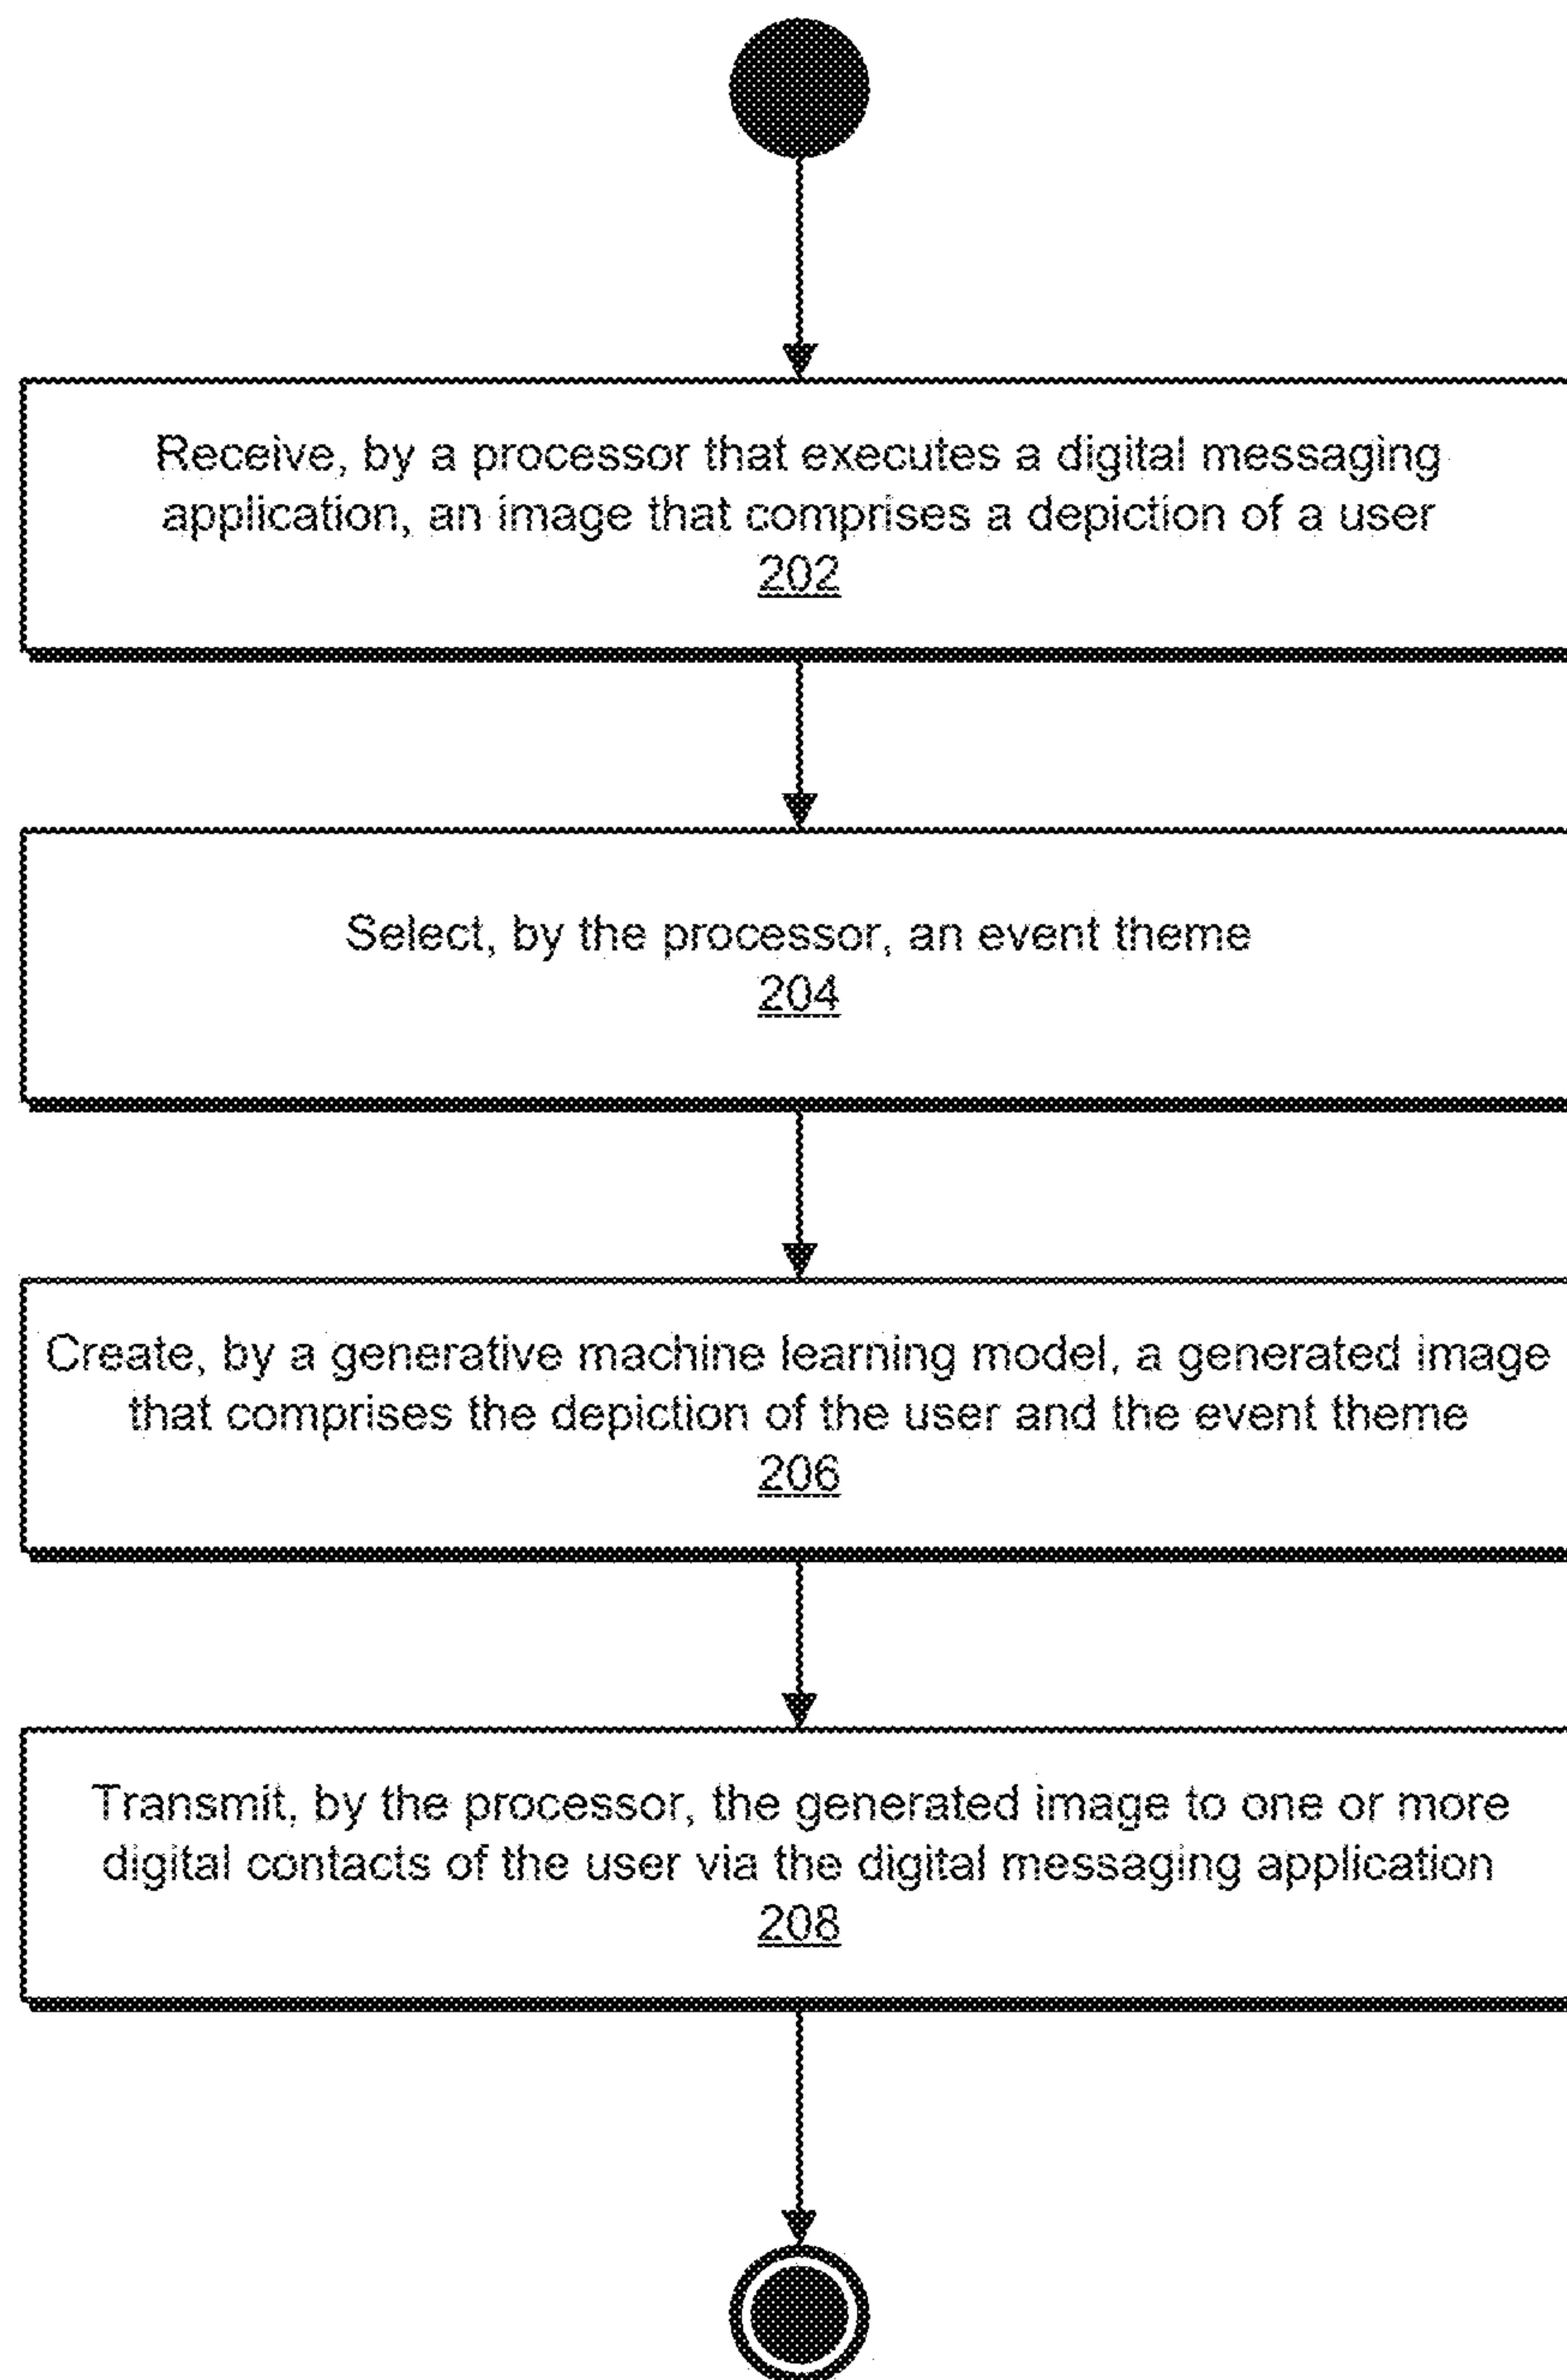 Receive, by a processor that executes a digital messaging
application, an image that comprises a depiction of a user
202
Select, by the processor, an event theme
204
Create, by a generative machine learning model, a generated image
that comprises the depiction of the user and the event theme
206
Transmit, by the processor, the generated image to one or more
digital contacts of the user via the digital messaging application
208